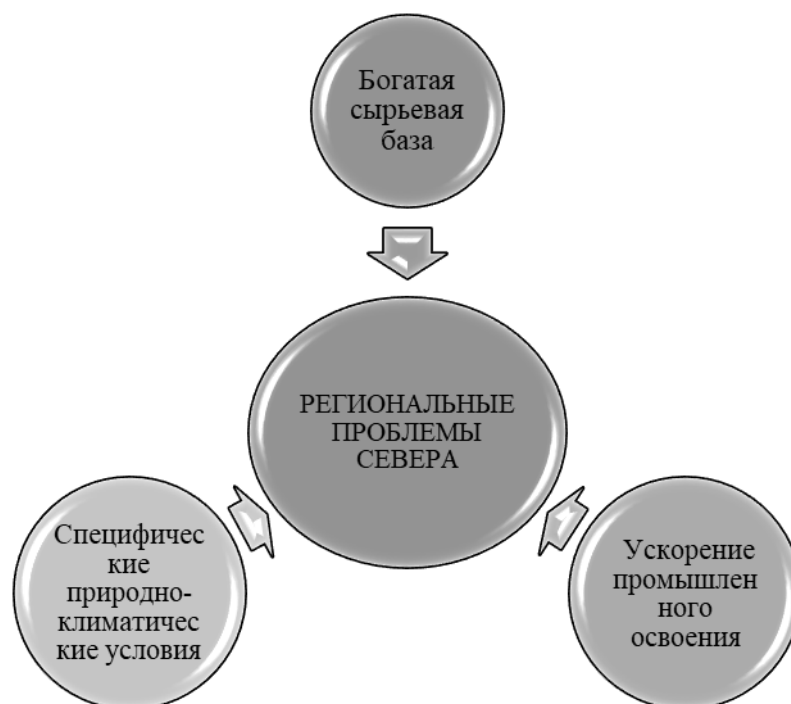 Богатая
сырьевая
база
РЕГИОНАЛЬНЫЕ
ПРОБЛЕМЫ
СЕВЕРА
Специфичес
кие
природно-
климатичес
кие условия
Ускорение
промышлен
ного
освоения